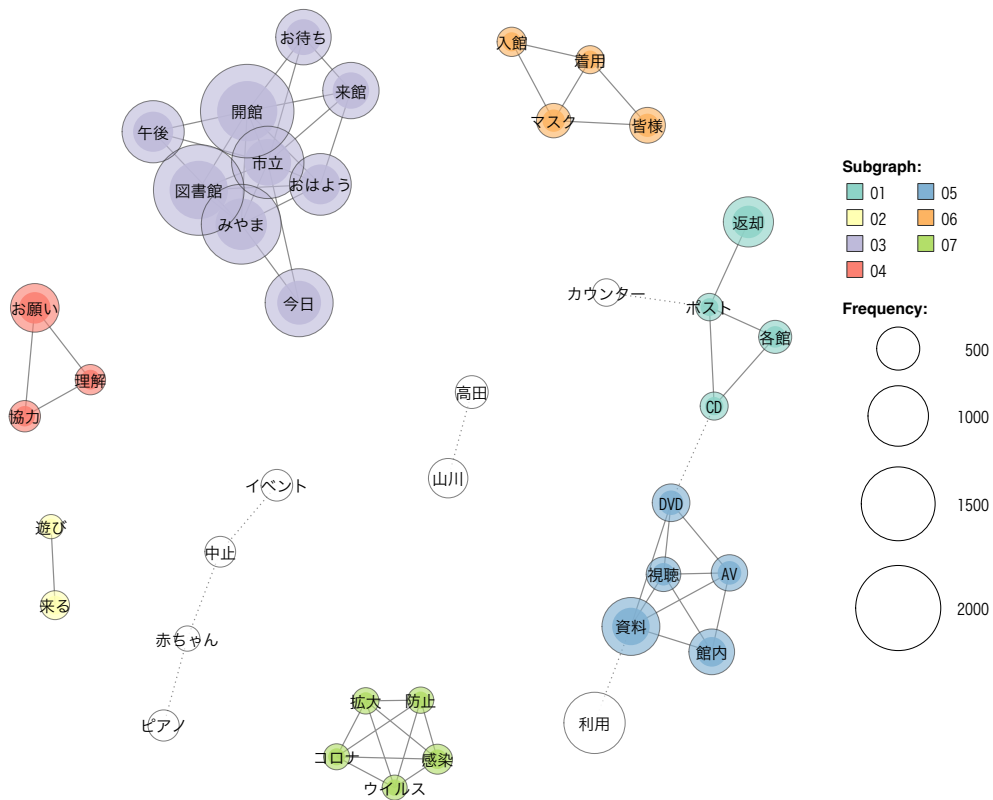 お待ち
来館
開館
午後
市立
図書館
おはよう
みやま
今日
入館
着用
マスク
皆様
返却
カウンター
ポスト
各館
CD
お願い
理解
協力
高田
山川
イベント
中止
赤ちゃん
ピアノ
遊び
来る
DVD
視聴
AV
資料
館内
利用
拡大
防止
コロナ
感染
ウイルス
Subgraph:
01
05
02
06
03
07
04
Frequency:
500
1000
1500
2000